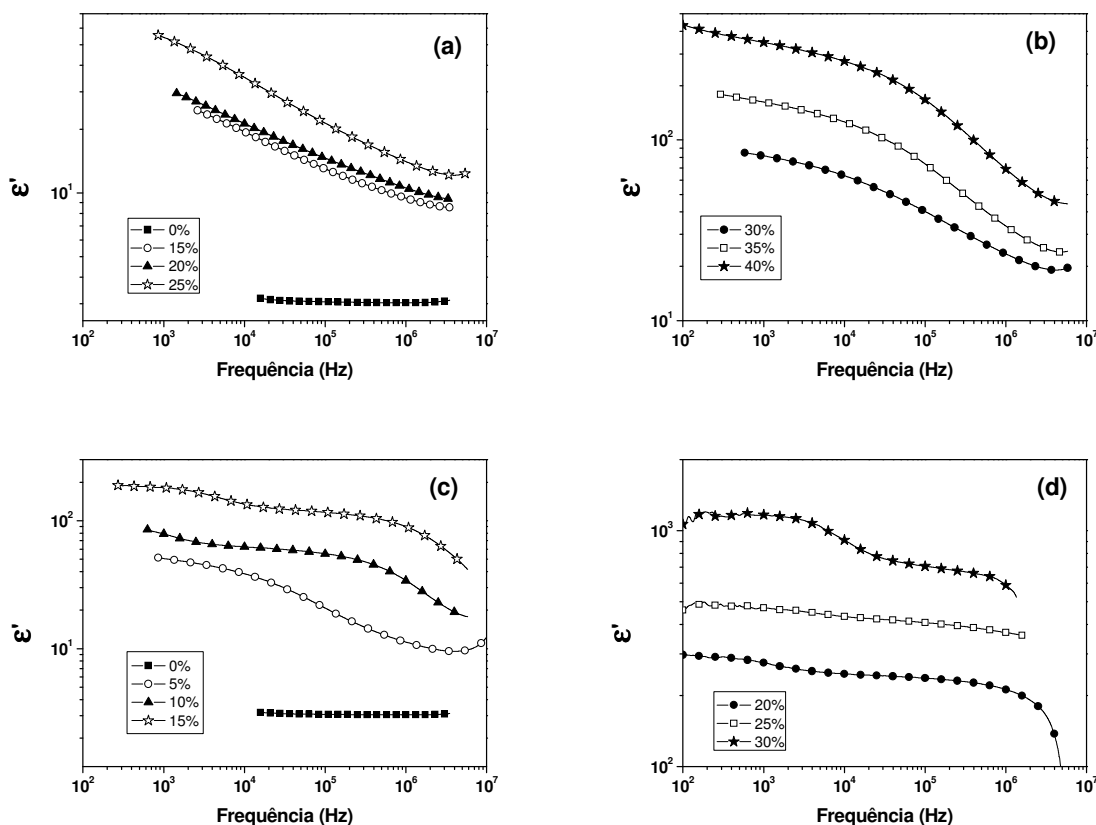 (a)
ε'
10¹
0%
15%
20%
25%
10² 10³ 10⁴ 10⁵ 10⁶ 10⁷
Frequência (Hz)
(b)
ε'
10²
10¹
30%
35%
40%
10² 10³ 10⁴ 10⁵ 10⁶ 10⁷
Frequência (Hz)
(c)
ε'
10²
10¹
0%
5%
10%
15%
10² 10³ 10⁴ 10⁵ 10⁶ 10⁷
Frequência (Hz)
(d)
ε'
10³
10²
20%
25%
30%
10² 10³ 10⁴ 10⁵ 10⁶ 10⁷
Frequência (Hz)